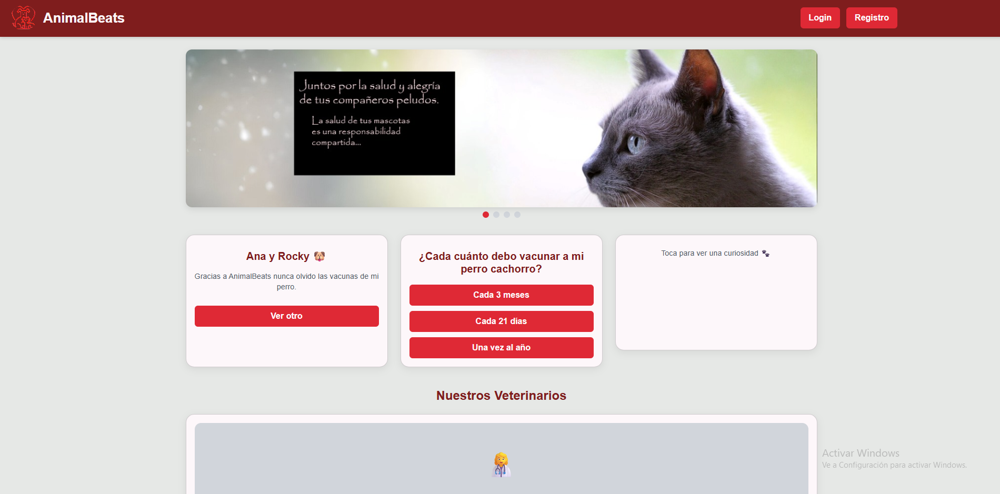 AnimalBeats
Login
Registro
Juntos por la salud y alegría
de tus compañeros peludos.
La salud de tus mascotas
es una responsabilidad
compartida...
Ana y Rocky 🐶
Gracias a AnimalBeats nunca olvido las vacunas de mi
perro.
Ver otro
¿Cada cuánto debo vacunar a mi
perro cachorro?
Cada 3 meses
Cada 21 días
Una vez al año
Toca para ver una curiosidad 🐾
Nuestros Veterinarios
Activar Windows
Ve a Configuración para activar Windows.